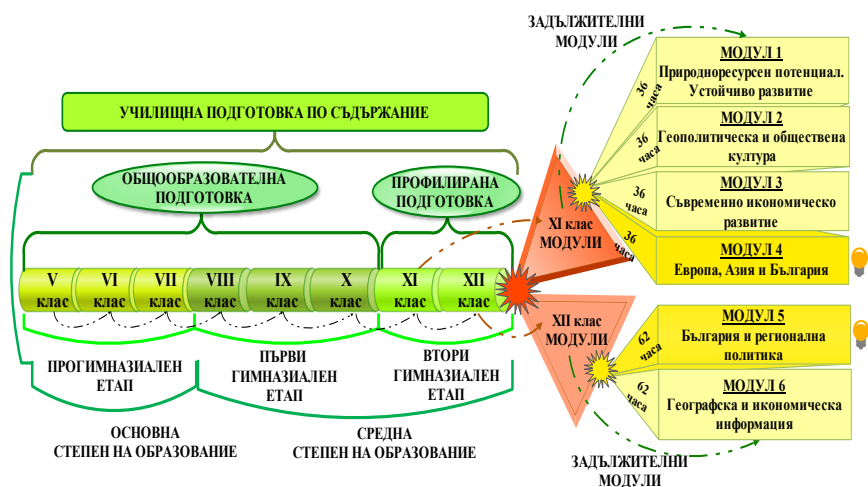 ЗАДЪЛЖИТЕЛНИ
МОДУЛИ
УЧИЛИЩНА ПОДГОТОВКА ПО СЪДЪРЖАНИЕ
ОБЩООБРАЗОВАТЕЛНА
ПОДГОТОВКА
ПРОФИЛИРАНА
ПОДГОТОВКА
V
клас
VI
клас
VII
клас
VIII
клас
IX
клас
X
клас
XI
клас
XII
клас
ПРОГИМНАЗИАЛЕН
ЕТАП
ПЪРВИ
ГИМНАЗИАЛЕН
ЕТАП
ВТОРИ
ГИМНАЗИАЛЕН
ЕТАП
ОСНОВНА
СТЕПЕН НА ОБРАЗОВАНИЕ
СРЕДНА
СТЕПЕН НА ОБРАЗОВАНИЕ
XI клас
МОДУЛИ
36
часа
МОДУЛ 1
Природноресурсен потенциал.
Устойчиво развитие
36
часа
МОДУЛ 2
Геополитическа и обществена
култура
36
часа
МОДУЛ 3
Съвременно икономическо
развитие
36
часа
МОДУЛ 4
Европа, Азия и България
XII клас
МОДУЛИ
62
часа
МОДУЛ 5
България и регионална
политика
62
часа
МОДУЛ 6
Географска и икономическа
информация
ЗАДЪЛЖИТЕЛНИ
МОДУЛИ